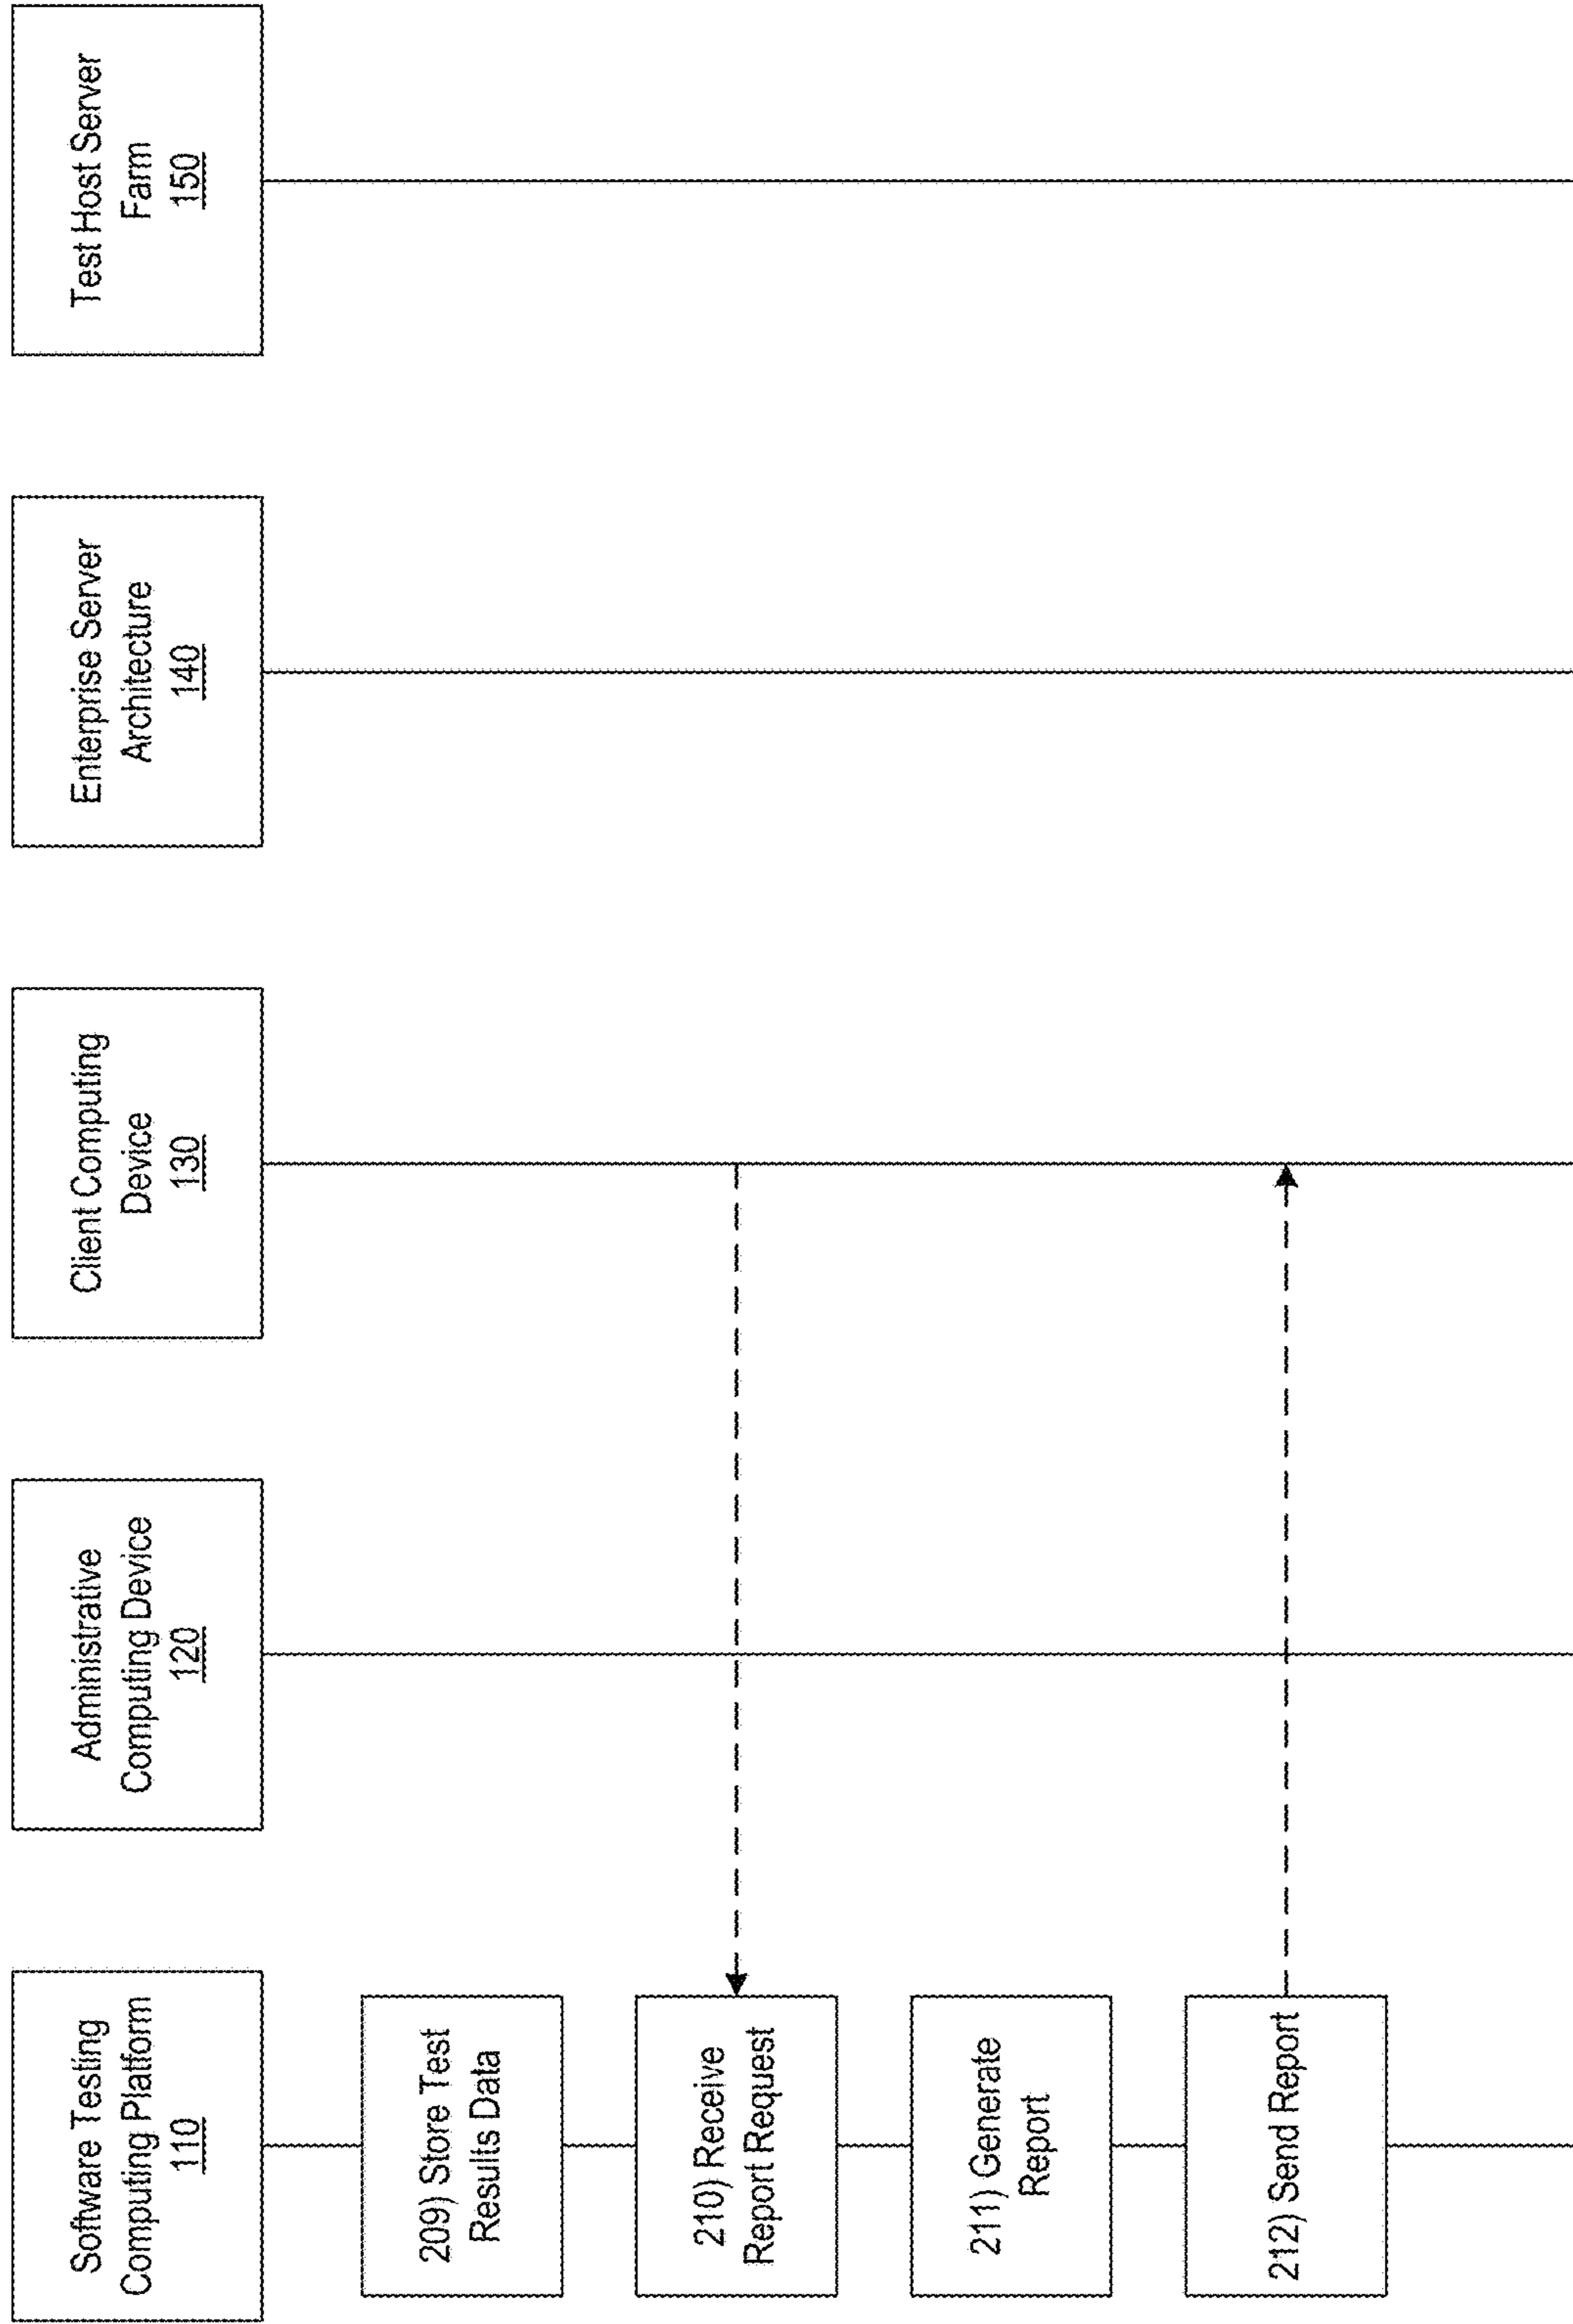 Software Testing
Computing Platform
110
Administrative
Computing Device
120
Client Computing
Device
130
Enterprise Server
Architecture
140
Test Host Server
Farm
150
209) Store Test
Results Data
210) Receive
Report Request
211) Generate
Report
212) Send Report